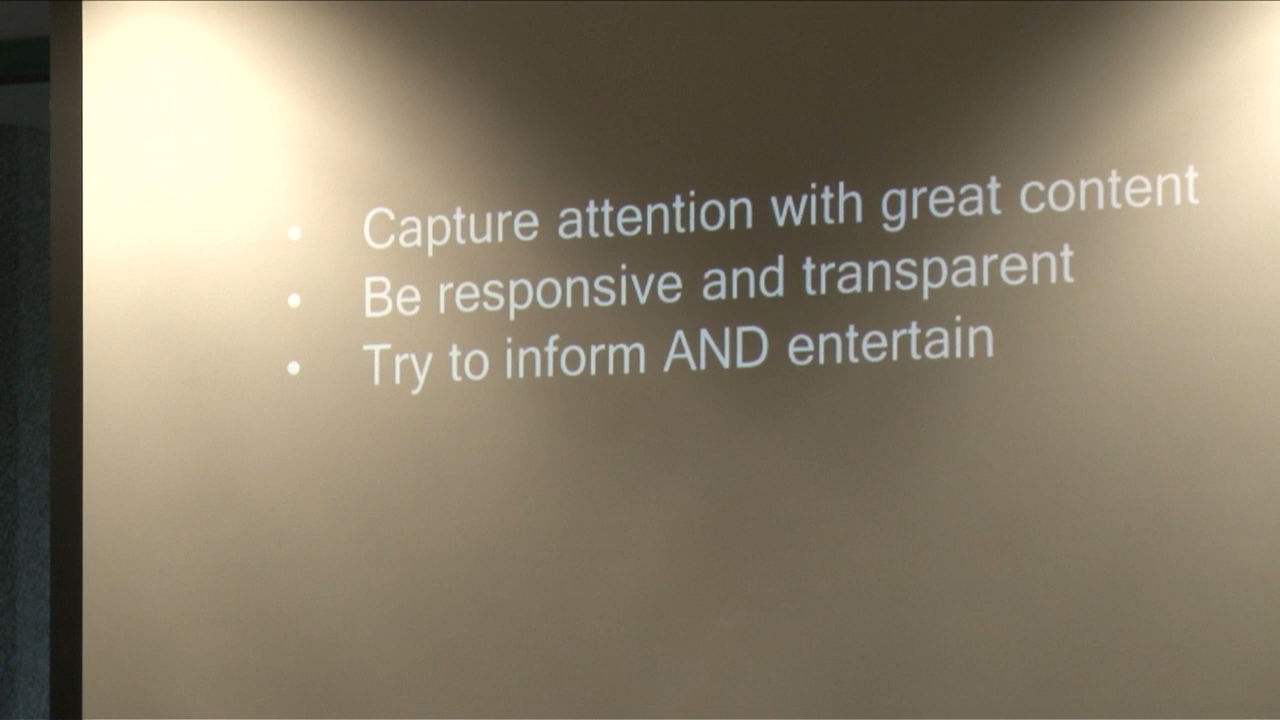 • Capture attention with great content
• Be responsive and transparent
• Try to inform AND entertain